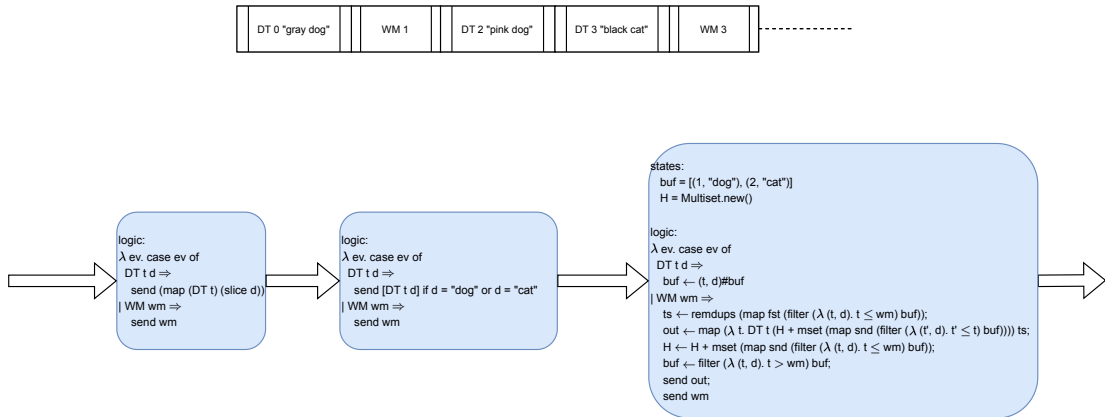 DT 0 "gray dog" WM 1 DT 2 "pink dog" DT 3 "black cat" WM 3
logic:
λ ev. case ev of
DT t d ⇒
send (map (DT t) (slice d))
| WM wm ⇒
send wm
logic:
λ ev. case ev of
DT t d ⇒
send [DT t d] if d = "dog" or d = "cat"
| WM wm ⇒
send wm
states:
buf = [(1, "dog"), (2, "cat")]
H = Multiset.new()
logic:
λ ev. case ev of
DT t d ⇒
buf ← (t, d)#buf
| WM wm ⇒
ts ← remdups (map fst (filter (λ (t, d). t ≤ wm) buf));
out ← map (λ t. DT t (H + mset (map snd (filter (λ (t', d). t' ≤ t) buf)))) ts;
H ← H + mset (map snd (filter (λ (t, d). t ≤ wm) buf));
buf ← filter (λ (t, d). t > wm) buf;
send out;
send wm